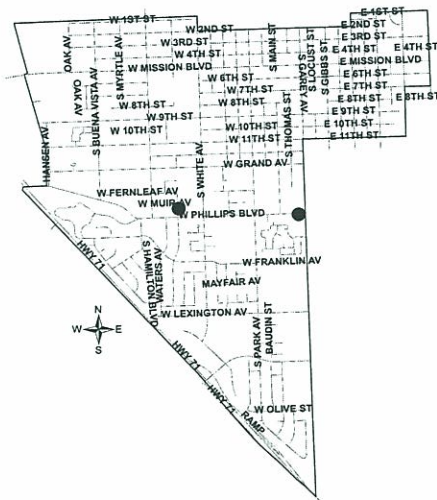 W 1ST ST
E 1ST ST
W 2ND ST
E 2ND ST
W 3RD ST
E 3RD ST
W 4TH ST
E 4TH ST
E 4TH ST
W MISSION BLVD
E MISSION BLVD
W 6TH ST
E 6TH ST
W 7TH ST
E 7TH ST
W 8TH ST
W 8TH ST
E 8TH ST
E 8TH ST
W 9TH ST
E 9TH ST
W 10TH ST
W 10TH ST
E 10TH ST
W 11TH ST
E 11TH ST
OAK AV
OAK AV
S BUENA VISTA AV
S MYRTLE AV
S MAIN ST
S GAREY AV
S LOCUST ST
S GIBBS ST
HANSEN AV
S WHITE AV
S THOMAS ST
W GRAND AV
W FERNLEAF AV
W MUIR AV
W PHILLIPS BLVD
HWY 71
S HAMILTON BLVD
WATERS AV
W FRANKLIN AV
MAYFAIR AV
W LEXINGTON AV
N
W E
S
S PARK AV
BAUDIN ST
HWY 71
HWY 71
RAMP
W OLIVE ST